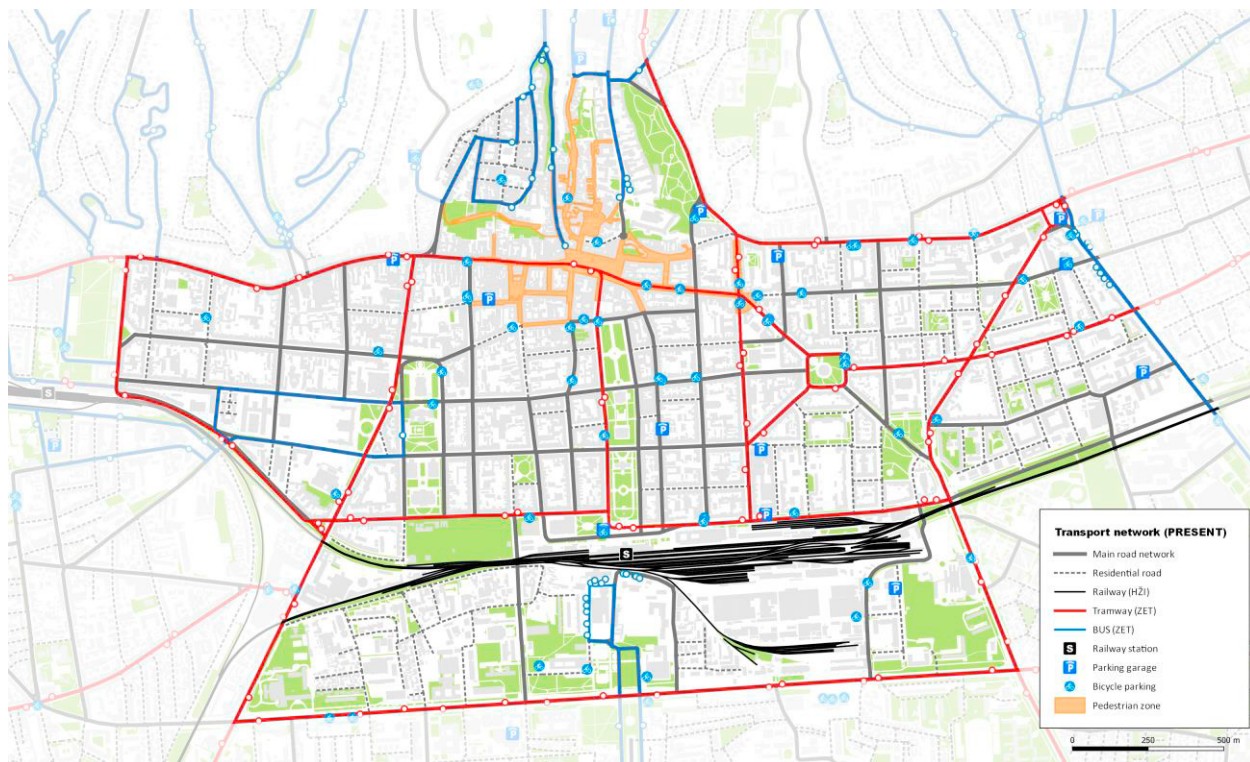 Transport network (PRESENT)
Main road network
Residential road
Railway (HŽI)
Tramway (ZET)
BUS (ZET)
S Railway station
P Parking garage
Bicycle parking
Pedestrian zone
0 250 500 m